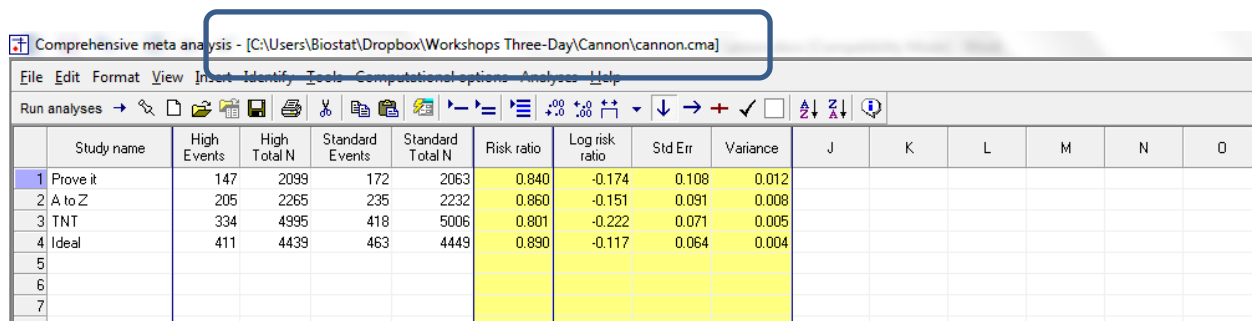 Comprehensive meta analysis - [C:\Users\Biostat\Dropbox\Workshops Three-Day\Cannon\cannon.cma]
File Edit Format View Insert Identify Tools Computational options Analyses Help
Run analyses
Study name High Events High Total N Standard Events Standard Total N Risk ratio Log risk ratio Std Err Variance J K L M N O
1 Prove it 147 2099 172 2063 0.840 -0.174 0.108 0.012
2 A to Z 205 2265 235 2232 0.860 -0.151 0.091 0.008
3 TNT 334 4995 418 5006 0.801 -0.222 0.071 0.005
4 Ideal 411 4439 463 4449 0.890 -0.117 0.064 0.004
5
6
7